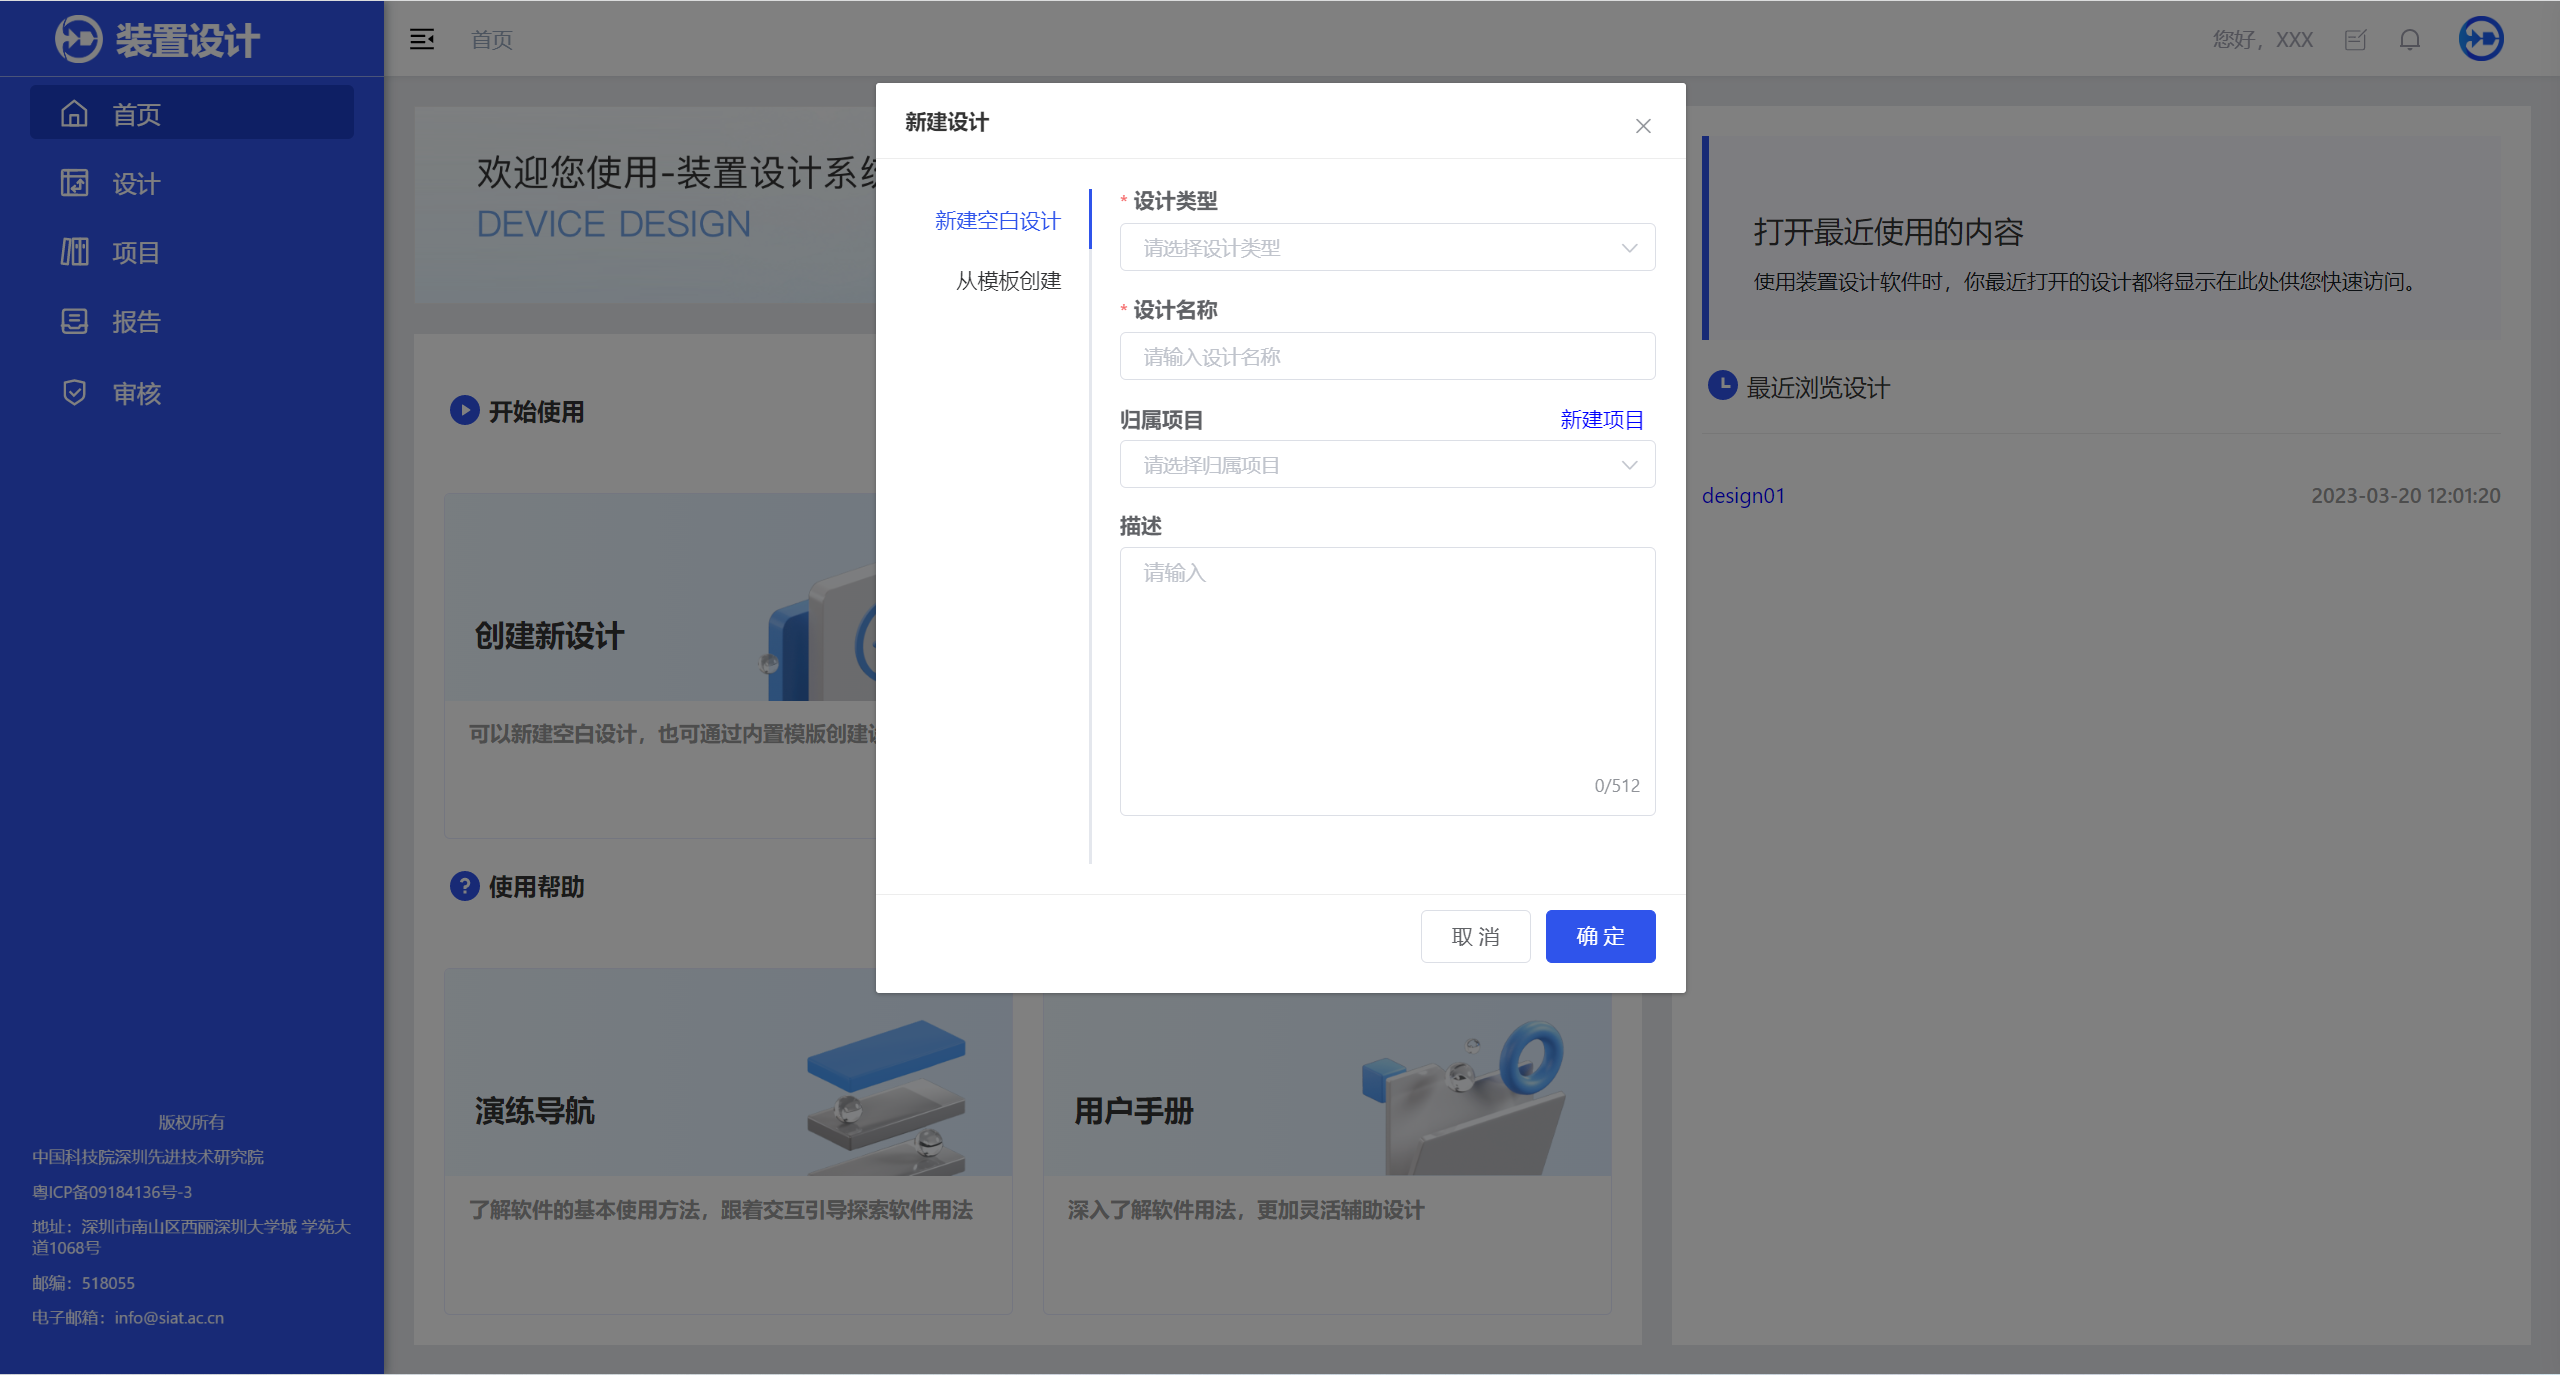 装置设计
首页
您好，XXX
首页
设计
项目
报告
审核
版权所有
中国科技院深圳先进技术研究院
粤ICP备09184136号-3
地址：深圳市南山区西丽深圳大学城 学苑大
道1068号
邮编：518055
电子邮箱：info@siat.ac.cn
欢迎您使用-装置设计系统
DEVICE DESIGN
开始使用
创建新设计
可以新建空白设计，也可通过内置模版创建
使用帮助
演练导航
了解软件的基本使用方法，跟着交互引导探索软件用法
用户手册
深入了解软件用法，更加灵活辅助设计
新建设计
新建空白设计
从模板创建
* 设计类型
请选择设计类型
* 设计名称
请输入设计名称
归属项目
新建项目
请选择归属项目
描述
请输入
0/512
取 消
确 定
打开最近使用的内容
使用装置设计软件时，你最近打开的设计都将显示在此处供您快速访问。
最近浏览设计
design01
2023-03-20 12:01:20